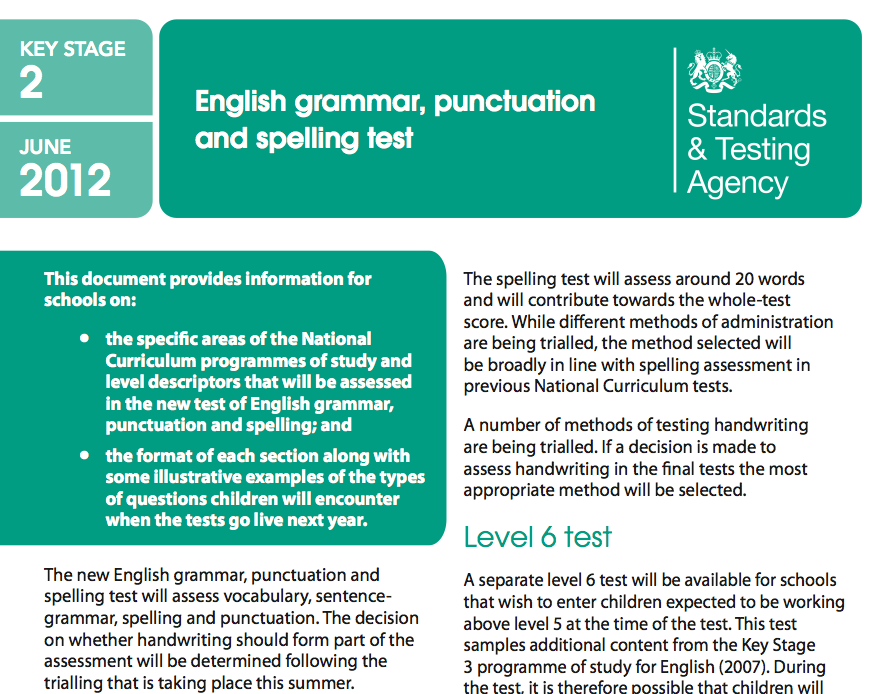 KEY STAGE
2
JUNE
2012
English grammar, punctuation
and spelling test
Standards
& Testing
Agency
This document provides information for
schools on:
• the specific areas of the National
Curriculum programmes of study and
level descriptors that will be assessed
in the new test of English grammar,
punctuation and spelling; and
• the format of each section along with
some illustrative examples of the types
of questions children will encounter
when the tests go live next year.
The new English grammar, punctuation and
spelling test will assess vocabulary, sentence-
grammar, spelling and punctuation. The decision
on whether handwriting should form part of the
assessment will be determined following the
trialling that is taking place this summer.
The spelling test will assess around 20 words
and will contribute towards the whole-test
score. While different methods of administration
are being trialled, the method selected will
be broadly in line with spelling assessment in
previous National Curriculum tests.
A number of methods of testing handwriting
are being trialled. If a decision is made to
assess handwriting in the final tests the most
appropriate method will be selected.
Level 6 test
A separate level 6 test will be available for schools
that wish to enter children expected to be working
above level 5 at the time of the test. This test
samples additional content from the Key Stage
3 programme of study for English (2007). During
the test, it is therefore possible that children will